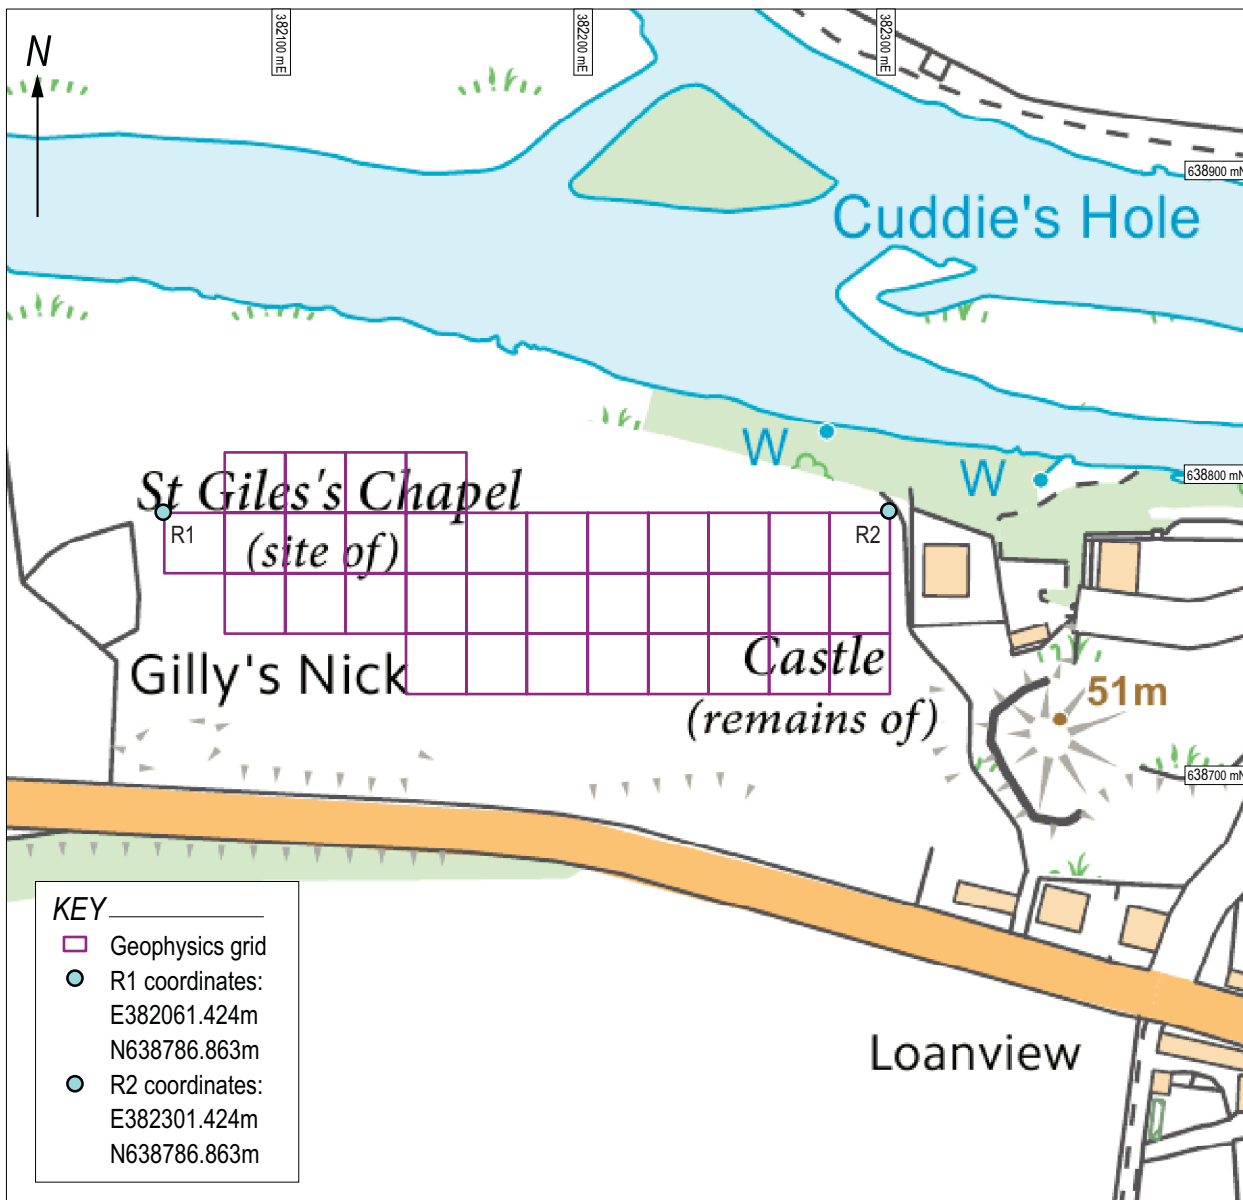 382100 mE
382200 mE
382300 mE
N
638900 mN
Cuddie's Hole
W
W
638800 mN
St Giles's Chapel
(site of)
R1
R2
Gilly's Nick
Castle
(remains of)
51m
638700 mN
KEY
Geophysics grid
R1 coordinates:
E382061.424m
N638786.863m
R2 coordinates:
E382301.424m
N638786.863m
Loanview